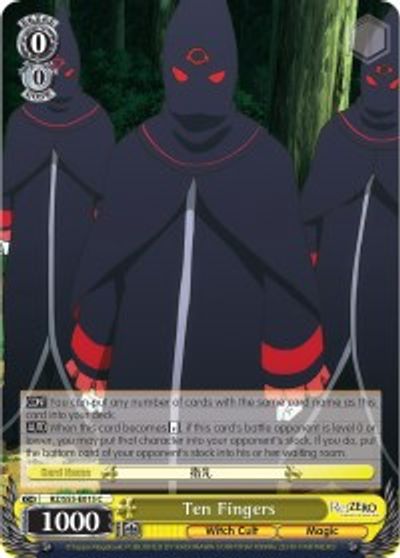 0
0
You can put any number of cards with the same card name as this
card into your deck.
When this card becomes , if this card's battle opponent is level 0 or
lower, you may put that character into your opponent's stock. If you do, put the
bottom card of your opponent's stock into his or her waiting room.
Card Name
指先
Ten Fingers
Re:ZERO
1000
Witch Cult
Magic